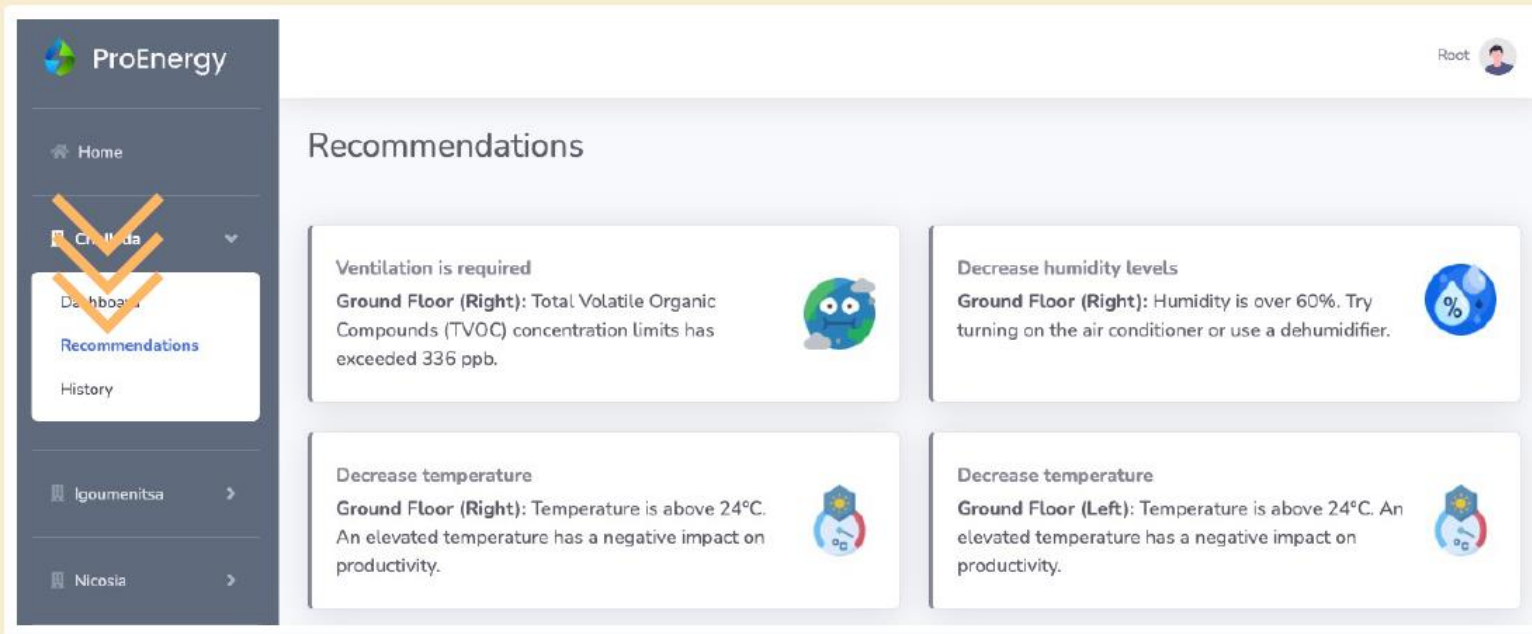 ProEnergy
Root
Home
Dashboard
Recommendations
History
Igoumenitsa
Nicosia
Recommendations
Ventilation is required
Ground Floor (Right): Total Volatile Organic
Compounds (TVOC) concentration limits has
exceeded 336 ppb.
Decrease humidity levels
Ground Floor (Right): Humidity is over 60%. Try
turning on the air conditioner or use a dehumidifier.
%
Decrease temperature
Ground Floor (Right): Temperature is above 24°C.
An elevated temperature has a negative impact on
productivity.
°C
Decrease temperature
Ground Floor (Left): Temperature is above 24°C. An
elevated temperature has a negative impact on
productivity.
°C